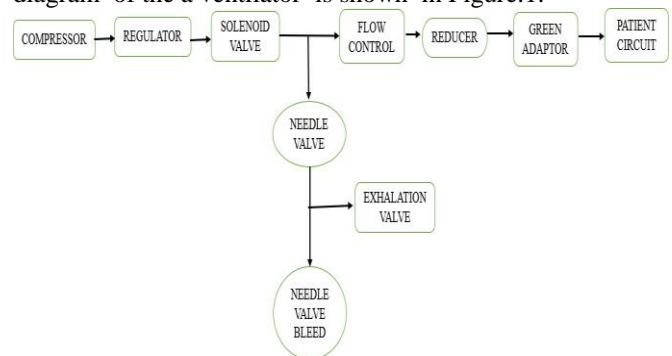 diagram of the a ventilator is shown in Figure.1.
COMPRESSOR
REGULATOR
SOLENOID
VALVE
FLOW
CONTROL
REDUCER
GREEN
ADAPTOR
PATIENT
CIRCUIT
NEEDLE
VALVE
EXHALATION
VALVE
NEEDLE
VALVE
BLEED